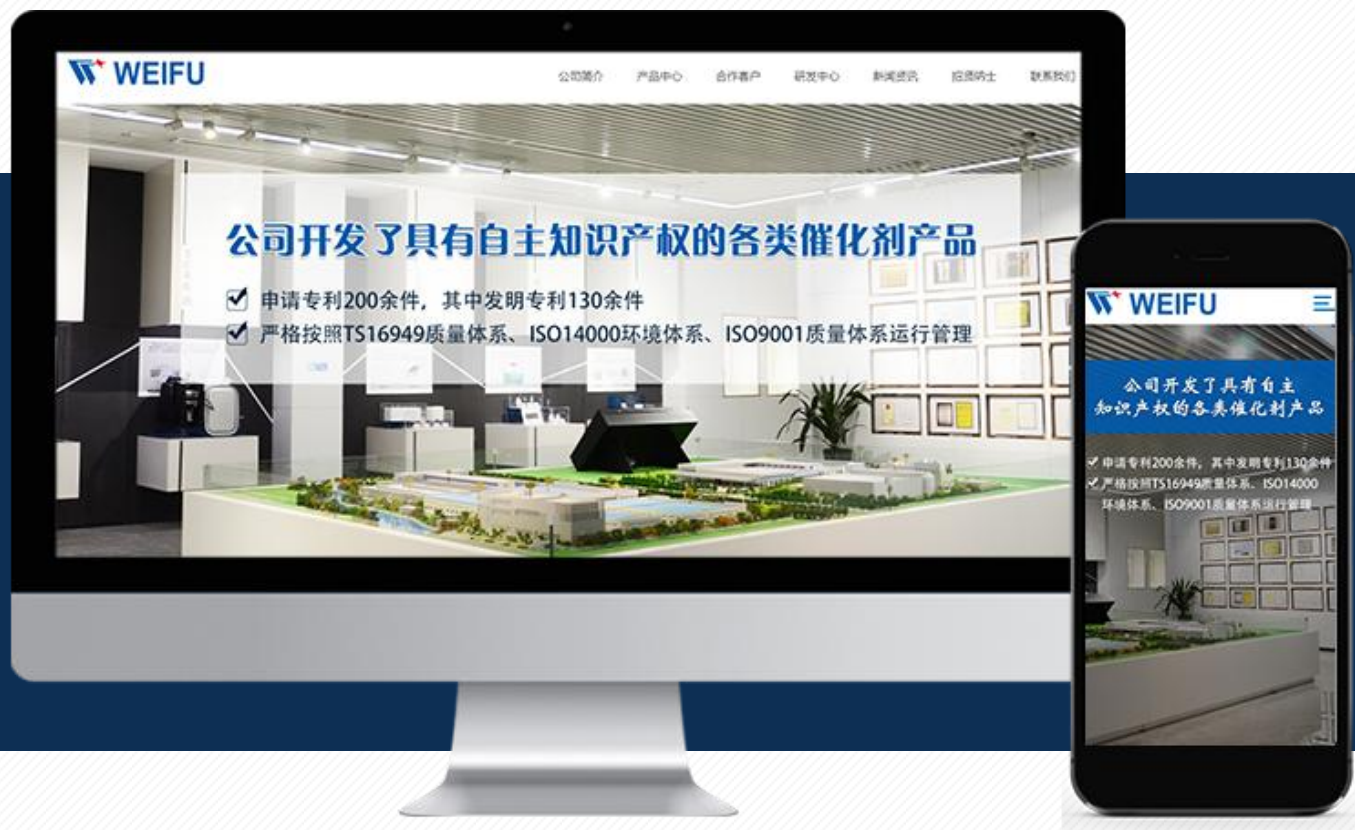 WEIFU
公司简介 产品中心 合作客户 研发中心 新闻资讯 招贤纳士 联系我们
公司开发了具有自主知识产权的各类催化剂产品
申请专利200余件，其中发明专利130余件
严格按照TS16949质量体系、ISO14000环境体系、ISO9001质量体系运行管理
WEIFU
公司开发了具有自主
知识产权的各类催化剂产品
申请专利200余件，其中发明专利130余件
严格按照TS16949质量体系、ISO14000
环境体系、ISO9001质量体系运行管理